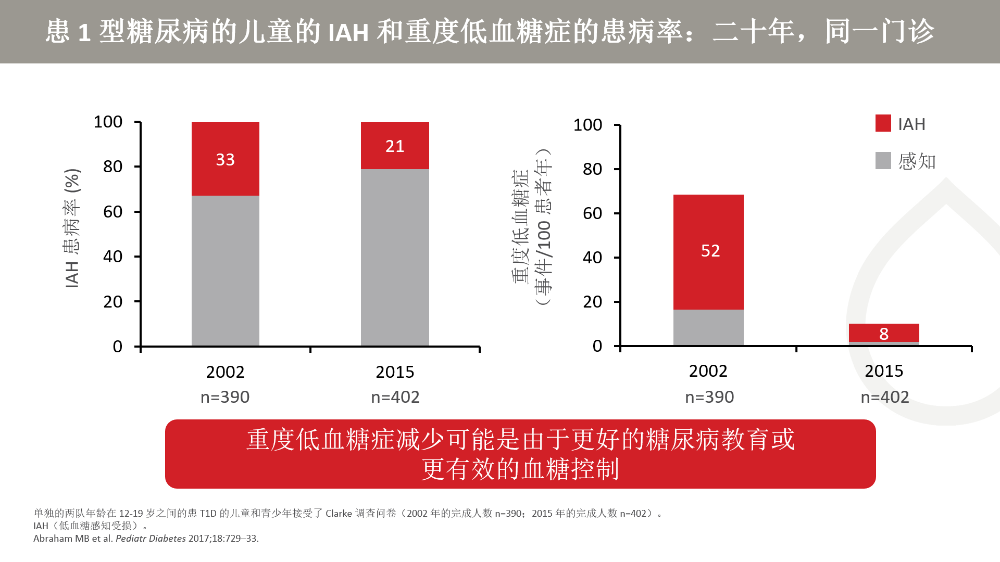 患 1 型糖尿病的儿童的 IAH 和重度低血糖症的患病率：二十年，同一门诊
IAH 患病率 (%)
100
80
60
40
20
0
33
21
2002
2015
n=390
n=402
重度低血糖症
（事件/100 患者年）
100
80
60
40
20
0
52
8
2002
2015
n=390
n=402
IAH
感知
重度低血糖症减少可能是由于更好的糖尿病教育或
更有效的血糖控制
单独的两队年龄在 12-19 岁之间的患 T1D 的儿童和青少年接受了 Clarke 调查问卷（2002 年的完成人数 n=390；2015 年的完成人数 n=402）。
IAH（低血糖感知受损）。
Abraham MB et al. Pediatr Diabetes 2017;18:729–33.